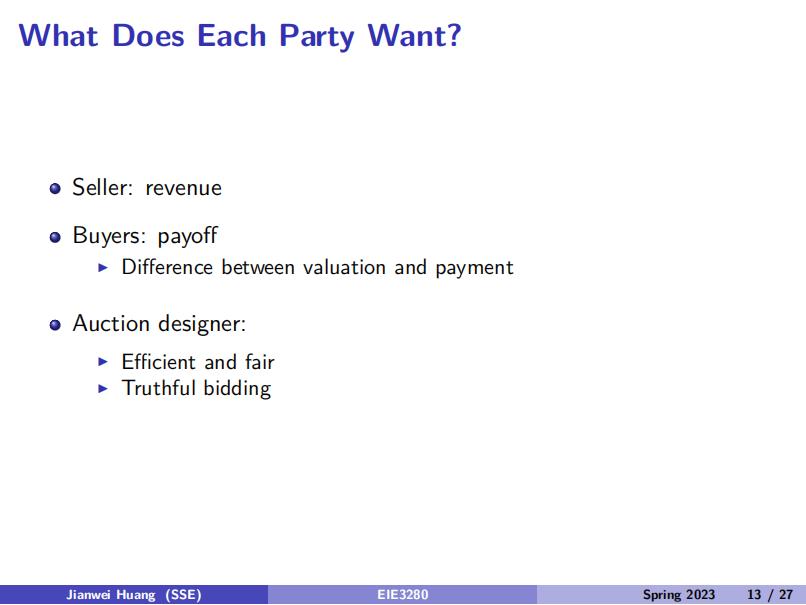 What Does Each Party Want?
Seller: revenue
Buyers: payoff
Difference between valuation and payment
Auction designer:
Efficient and fair
Truthful bidding
Jianwei Huang (SSE) EIE3280 Spring 2023 13 / 27